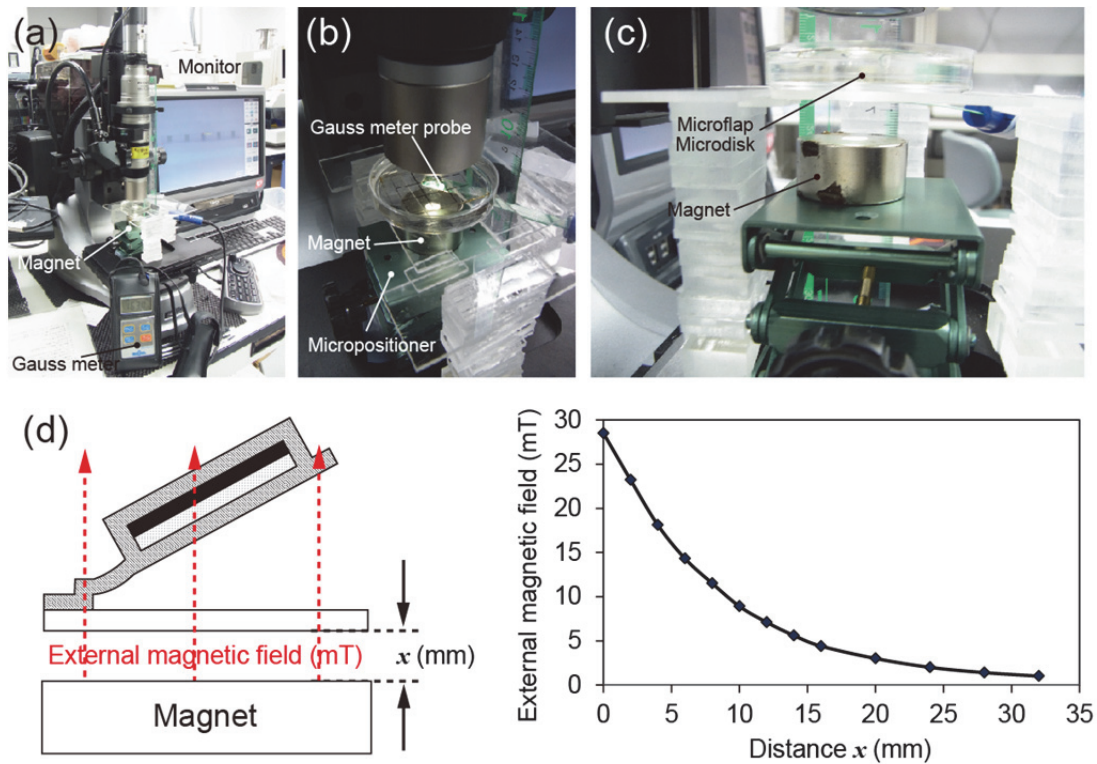 (a)
Monitor
Magnet
Gauss meter
(b)
Gauss meter probe
Magnet
Micropositioner
(c)
Microflap
Microdisk
Magnet
(d)
External magnetic field (mT)
x (mm)
Magnet
External magnetic field (mT)
30
25
20
15
10
5
0
0 5 10 15 20 25 30 35
Distance x (mm)